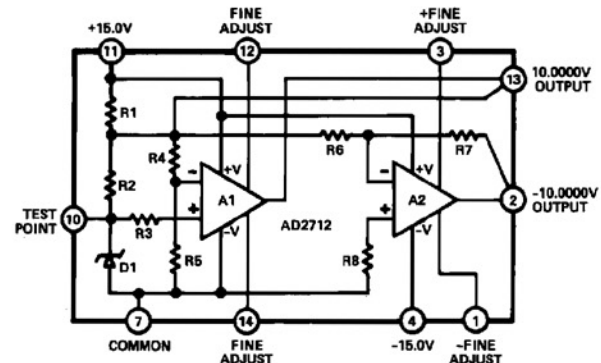 +15.0V
FINE
ADJUST
+FINE
ADJUST
11
12
3
13
10.0000V
OUTPUT
R1
R4
R6
R7
+V
+V
R2
–
–
A1
A2
2
-10.0000V
OUTPUT
TEST
POINT
10
R3
+
+
–V
–V
AD2712
D1
R5
R8
7
14
4
1
COMMON
FINE
ADJUST
-15.0V
-FINE
ADJUST